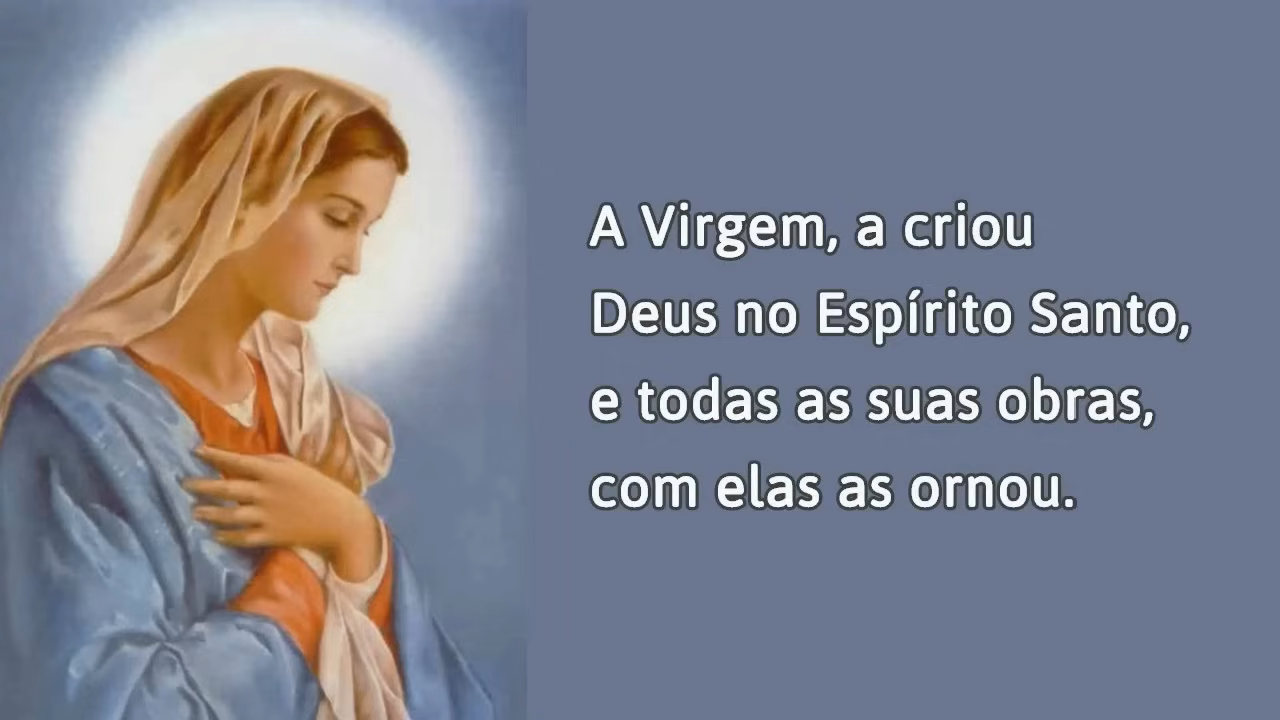 A Virgem, a criou
Deus no Espírito Santo,
e todas as suas obras,
com elas as ornou.